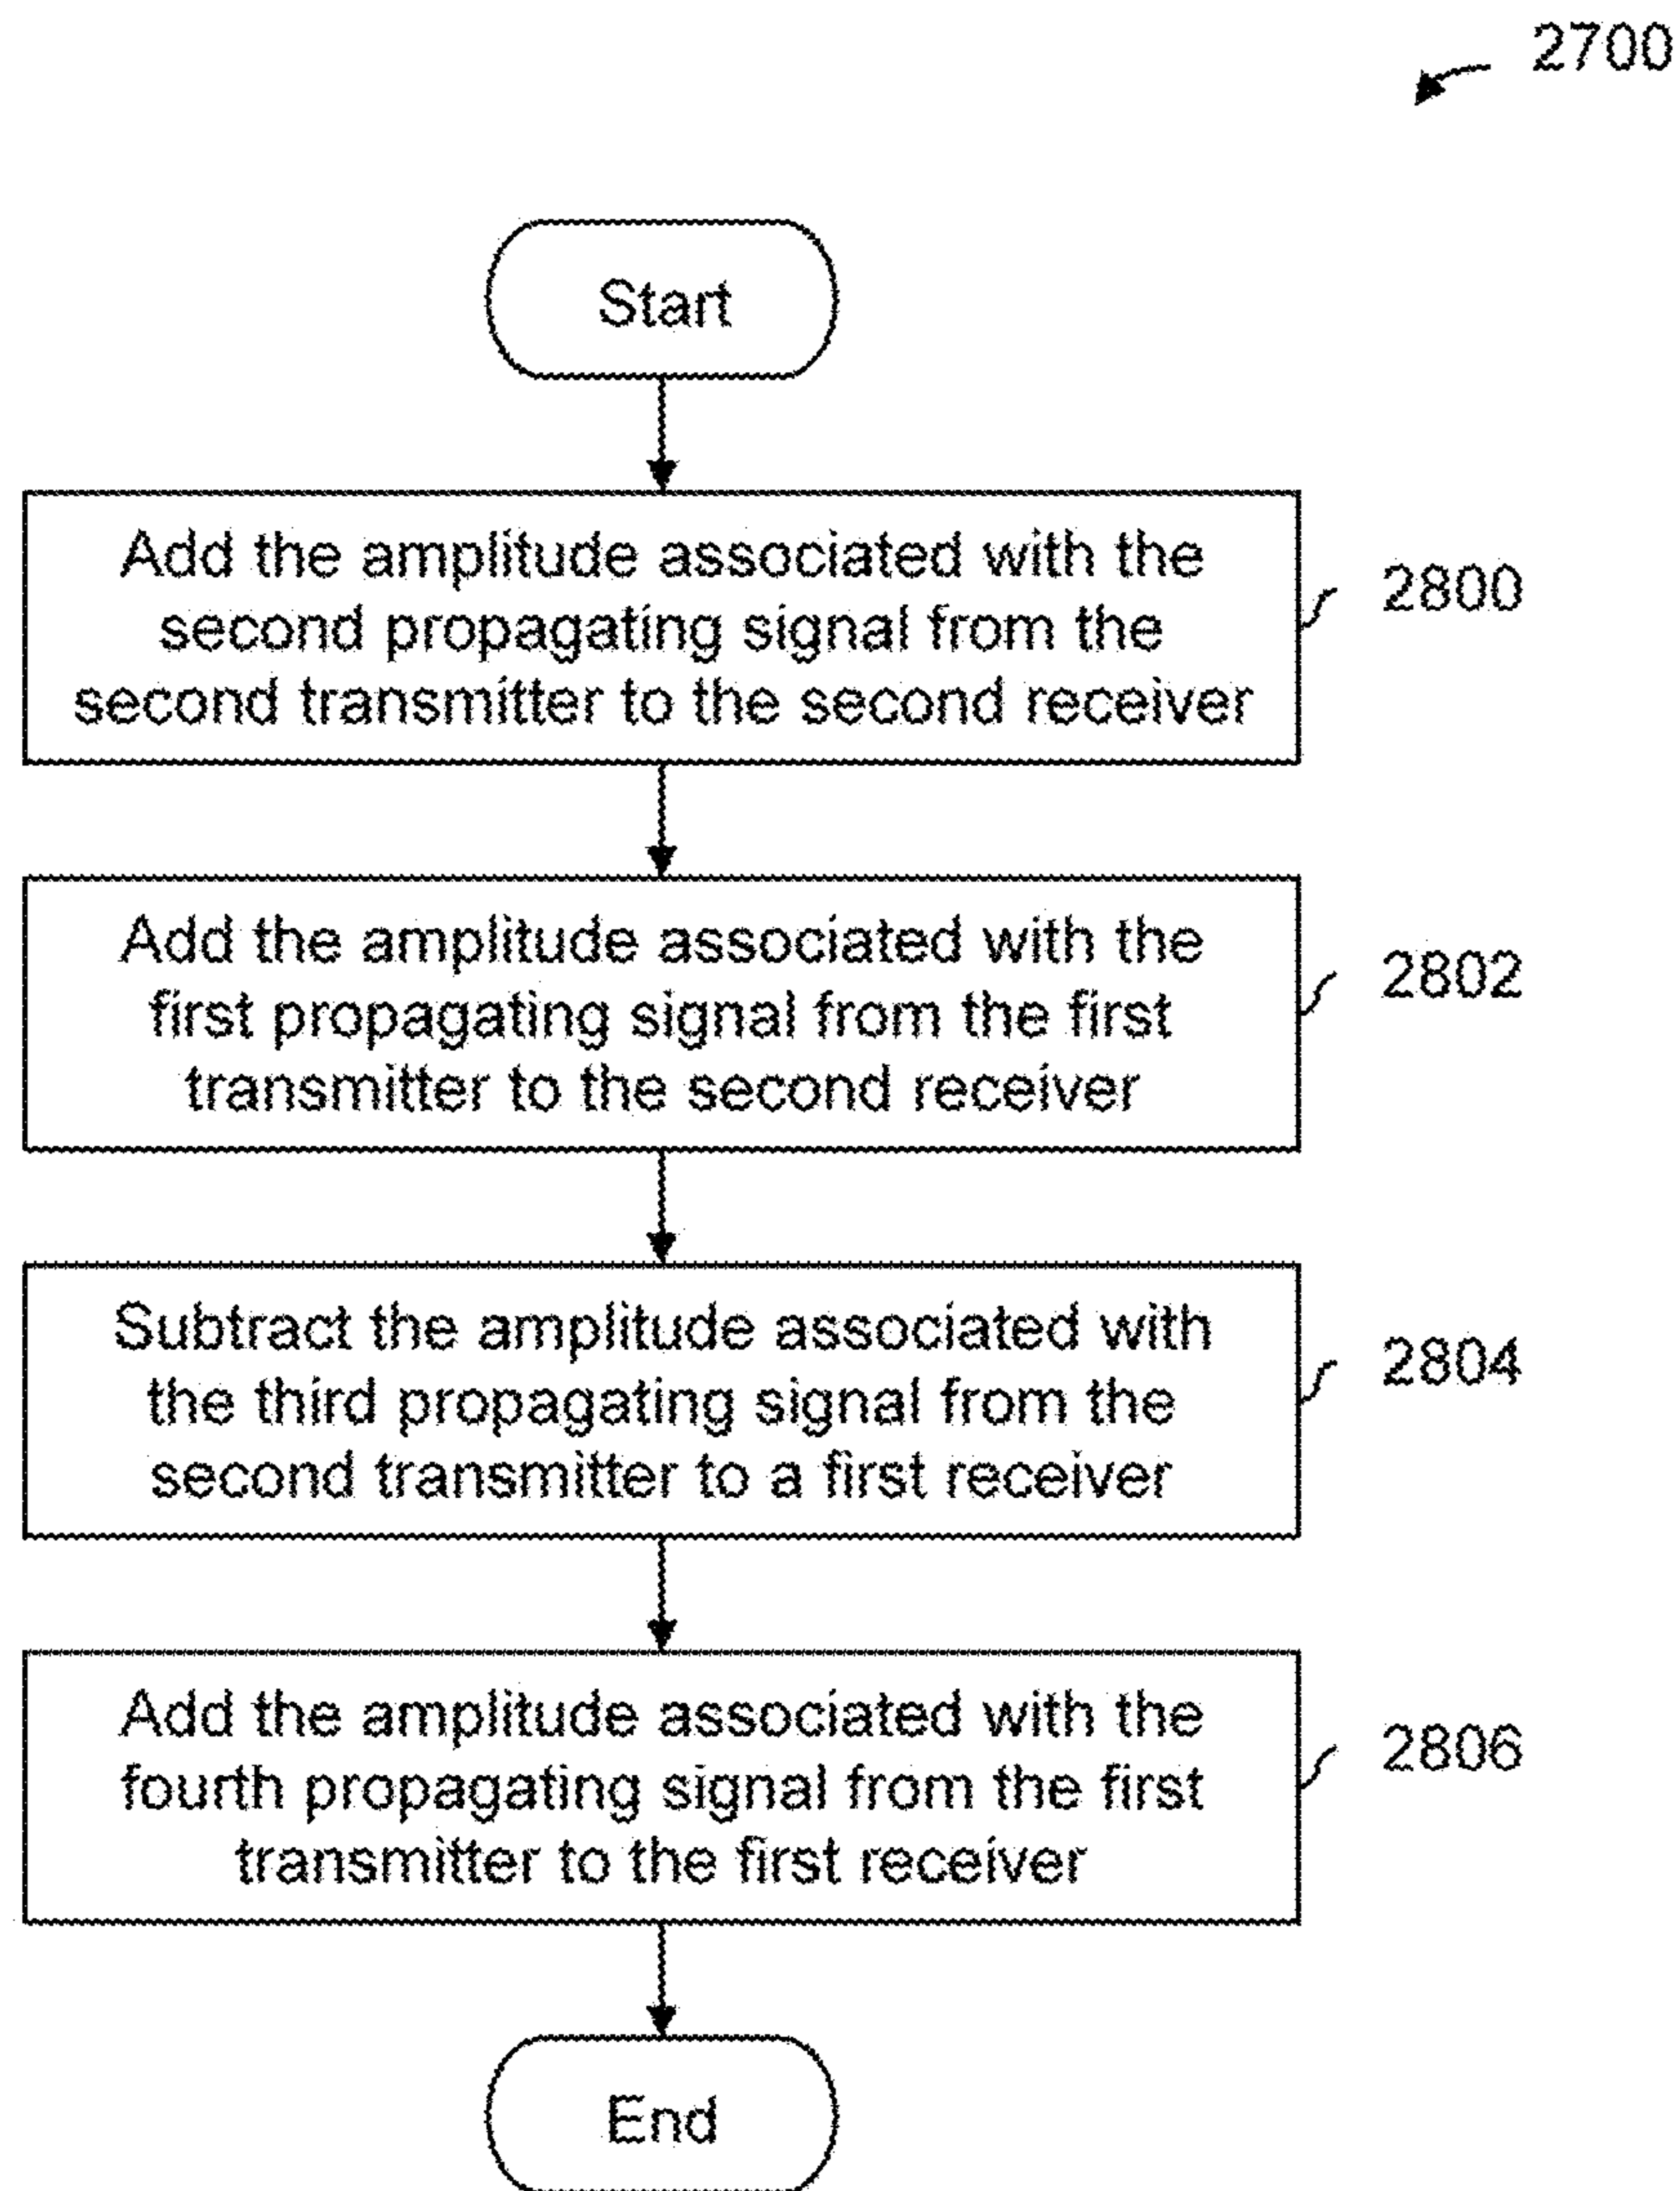 2700
Start
Add the amplitude associated with the
second propagating signal from the
second transmitter to the second receiver
2800
Add the amplitude associated with the
first propagating signal from the first
transmitter to the second receiver
2802
Subtract the amplitude associated with
the third propagating signal from the
second transmitter to a first receiver
2804
Add the amplitude associated with the
fourth propagating signal from the first
transmitter to the first receiver
2806
End